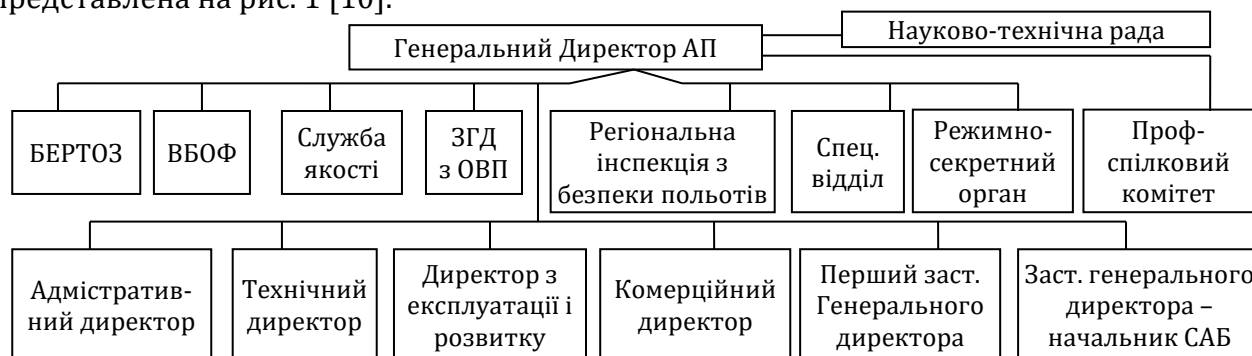 представлена на рис. 1 [10].
Науково-технічна рада
Генеральний Директор АП
БЕРТОЗ
ВБОФ
Служба
якості
ЗГД
з ОВП
Регіональна
інспекція з
безпеки польотів
Спец.
відділ
Режимно-
секретний
орган
Проф-
спілковий
комітет
Адмістратив-
ний директор
Технічний
директор
Директор з
експлуатації і
розвитку
Комерційний
директор
Перший заст.
Генерального
директора
Заст. генерального
директора –
начальник САБ